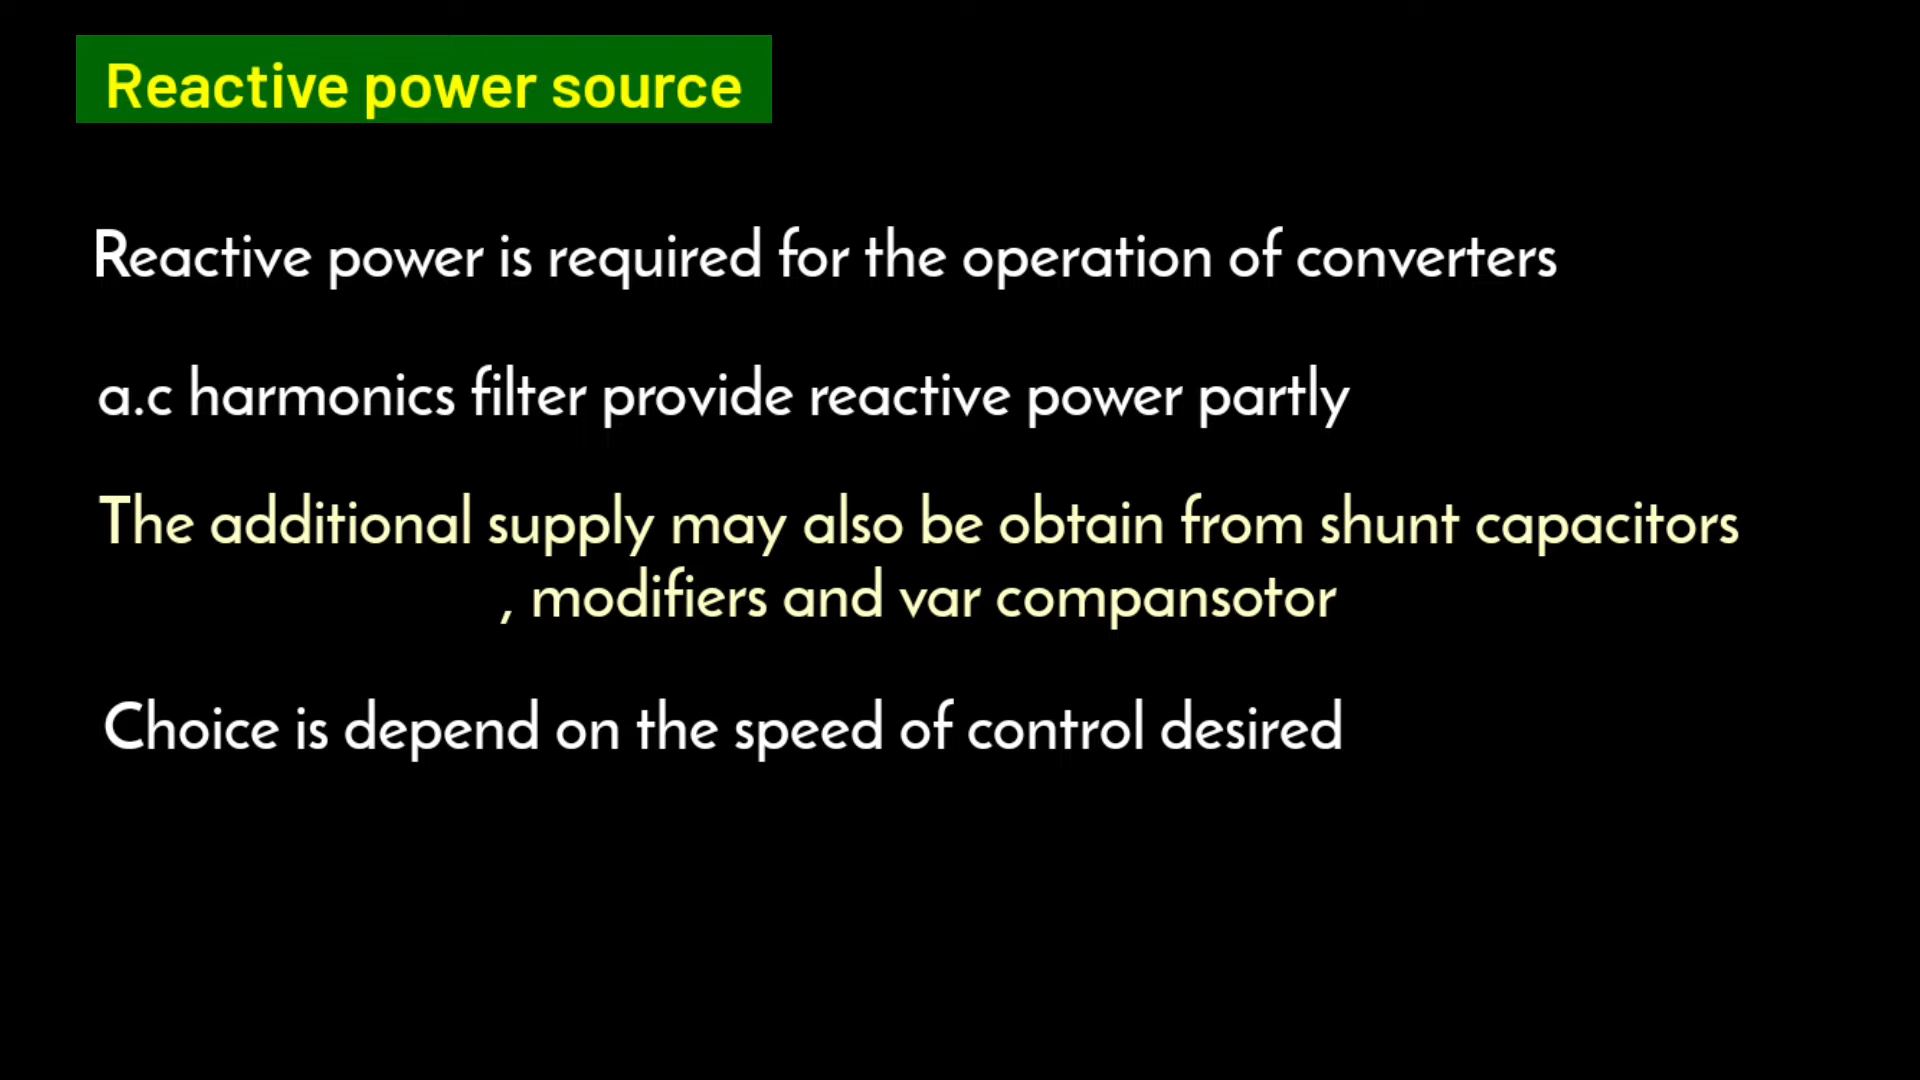 Reactive power source
Reactive power is required for the operation of converters
a.c harmonics filter provide reactive power partly
The additional supply may also be obtain from shunt capacitors
, modifiers and var compansotor
Choice is depend on the speed of control desired